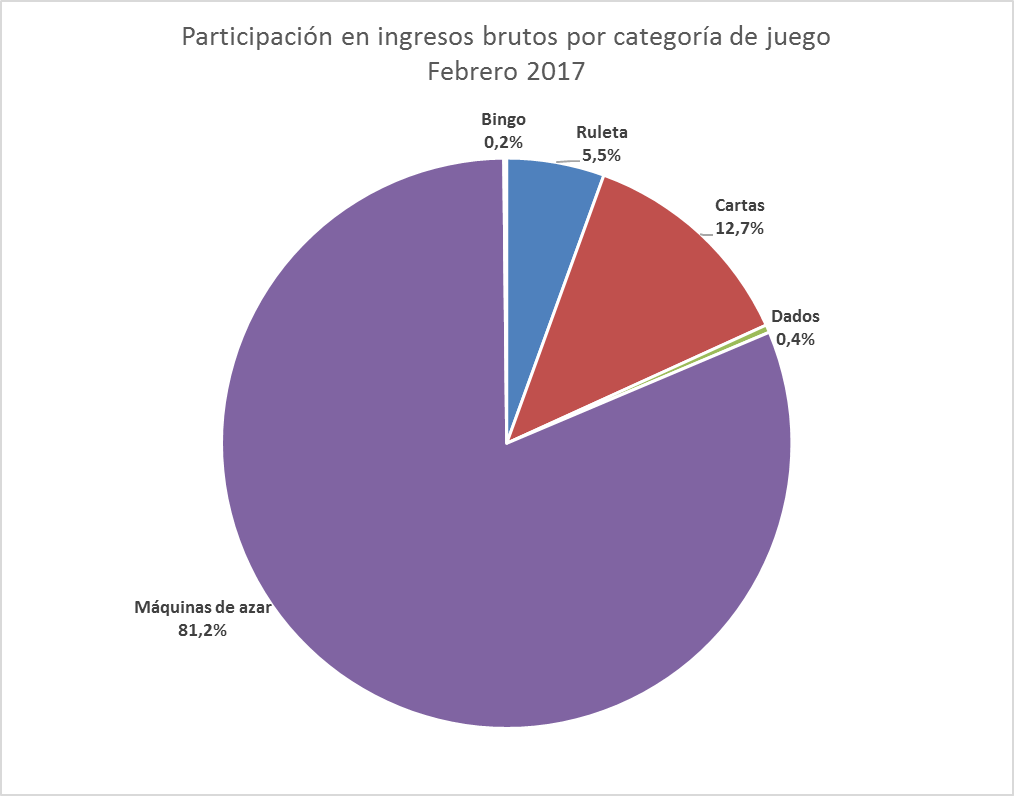 Participación en ingresos brutos por categoría de juego
Febrero 2017
Bingo
0,2%
Ruleta
5,5%
Cartas
12,7%
Dados
0,4%
Máquinas de azar
81,2%